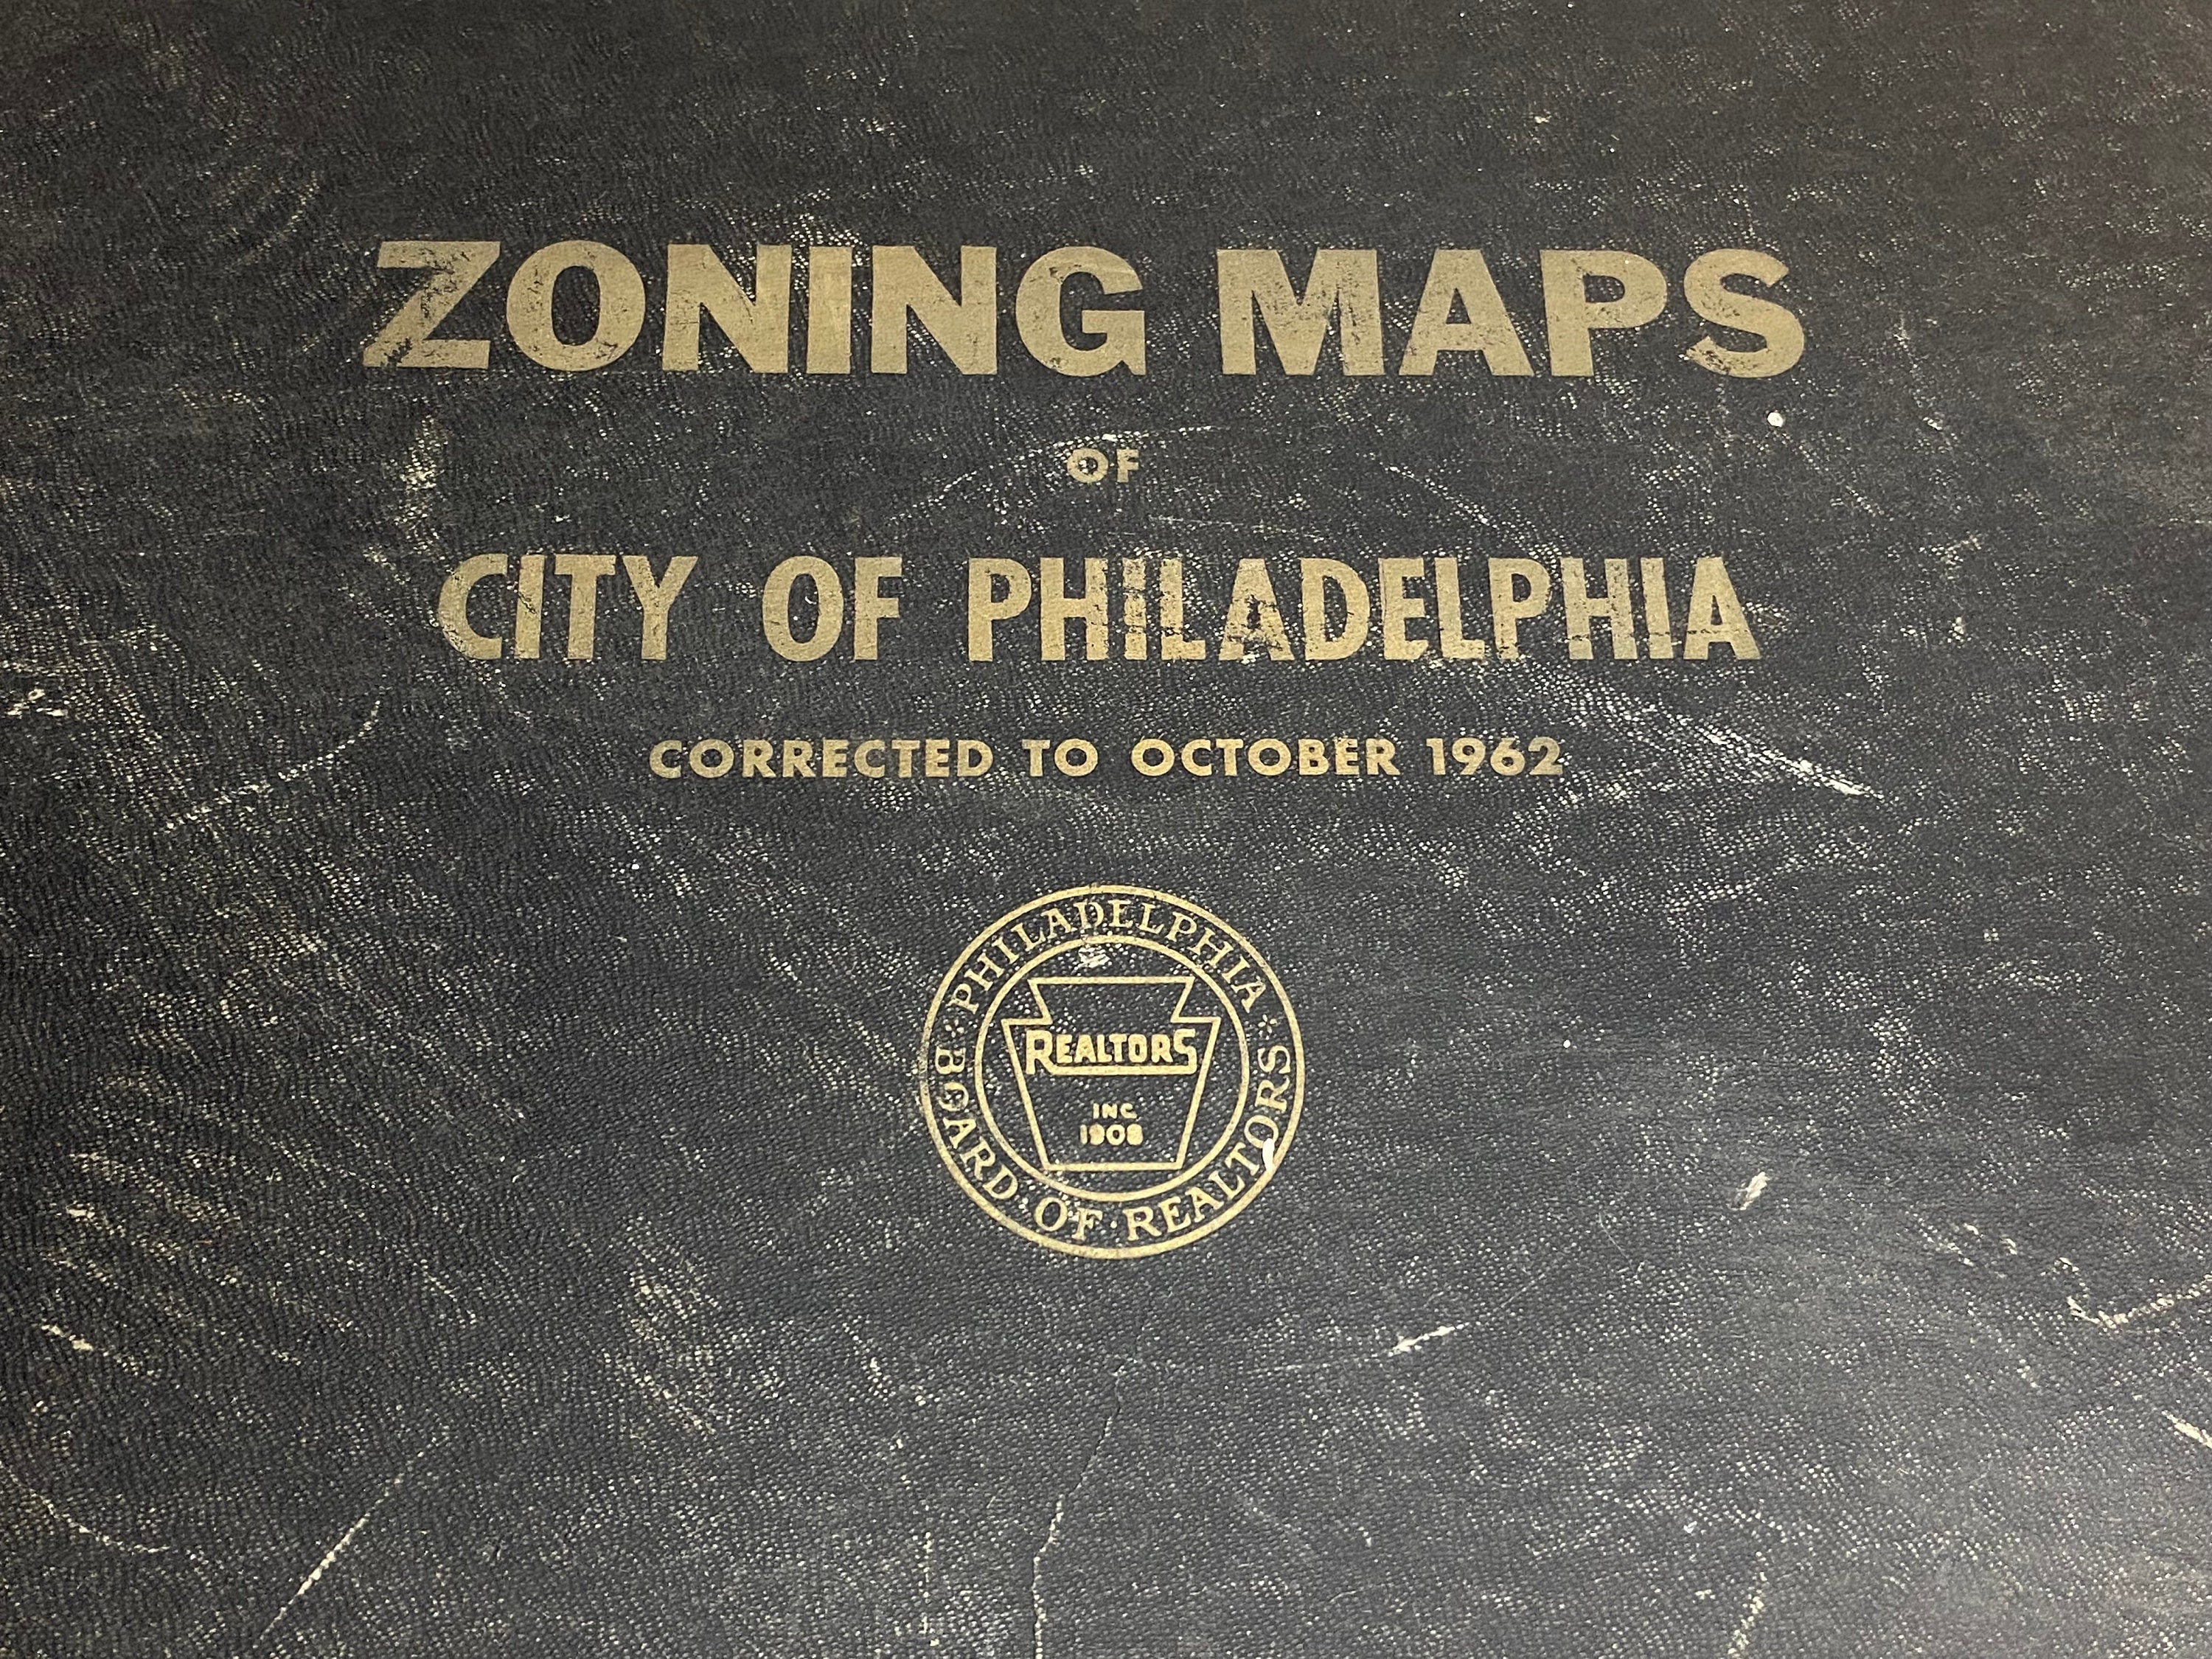 ZONING MAPS
OF
CITY OF PHILADELPHIA
CORRECTED TO OCTOBER 1962
PHILADELPHIA
REALTORS
INC
1908
BOARD · OF · REALTORS